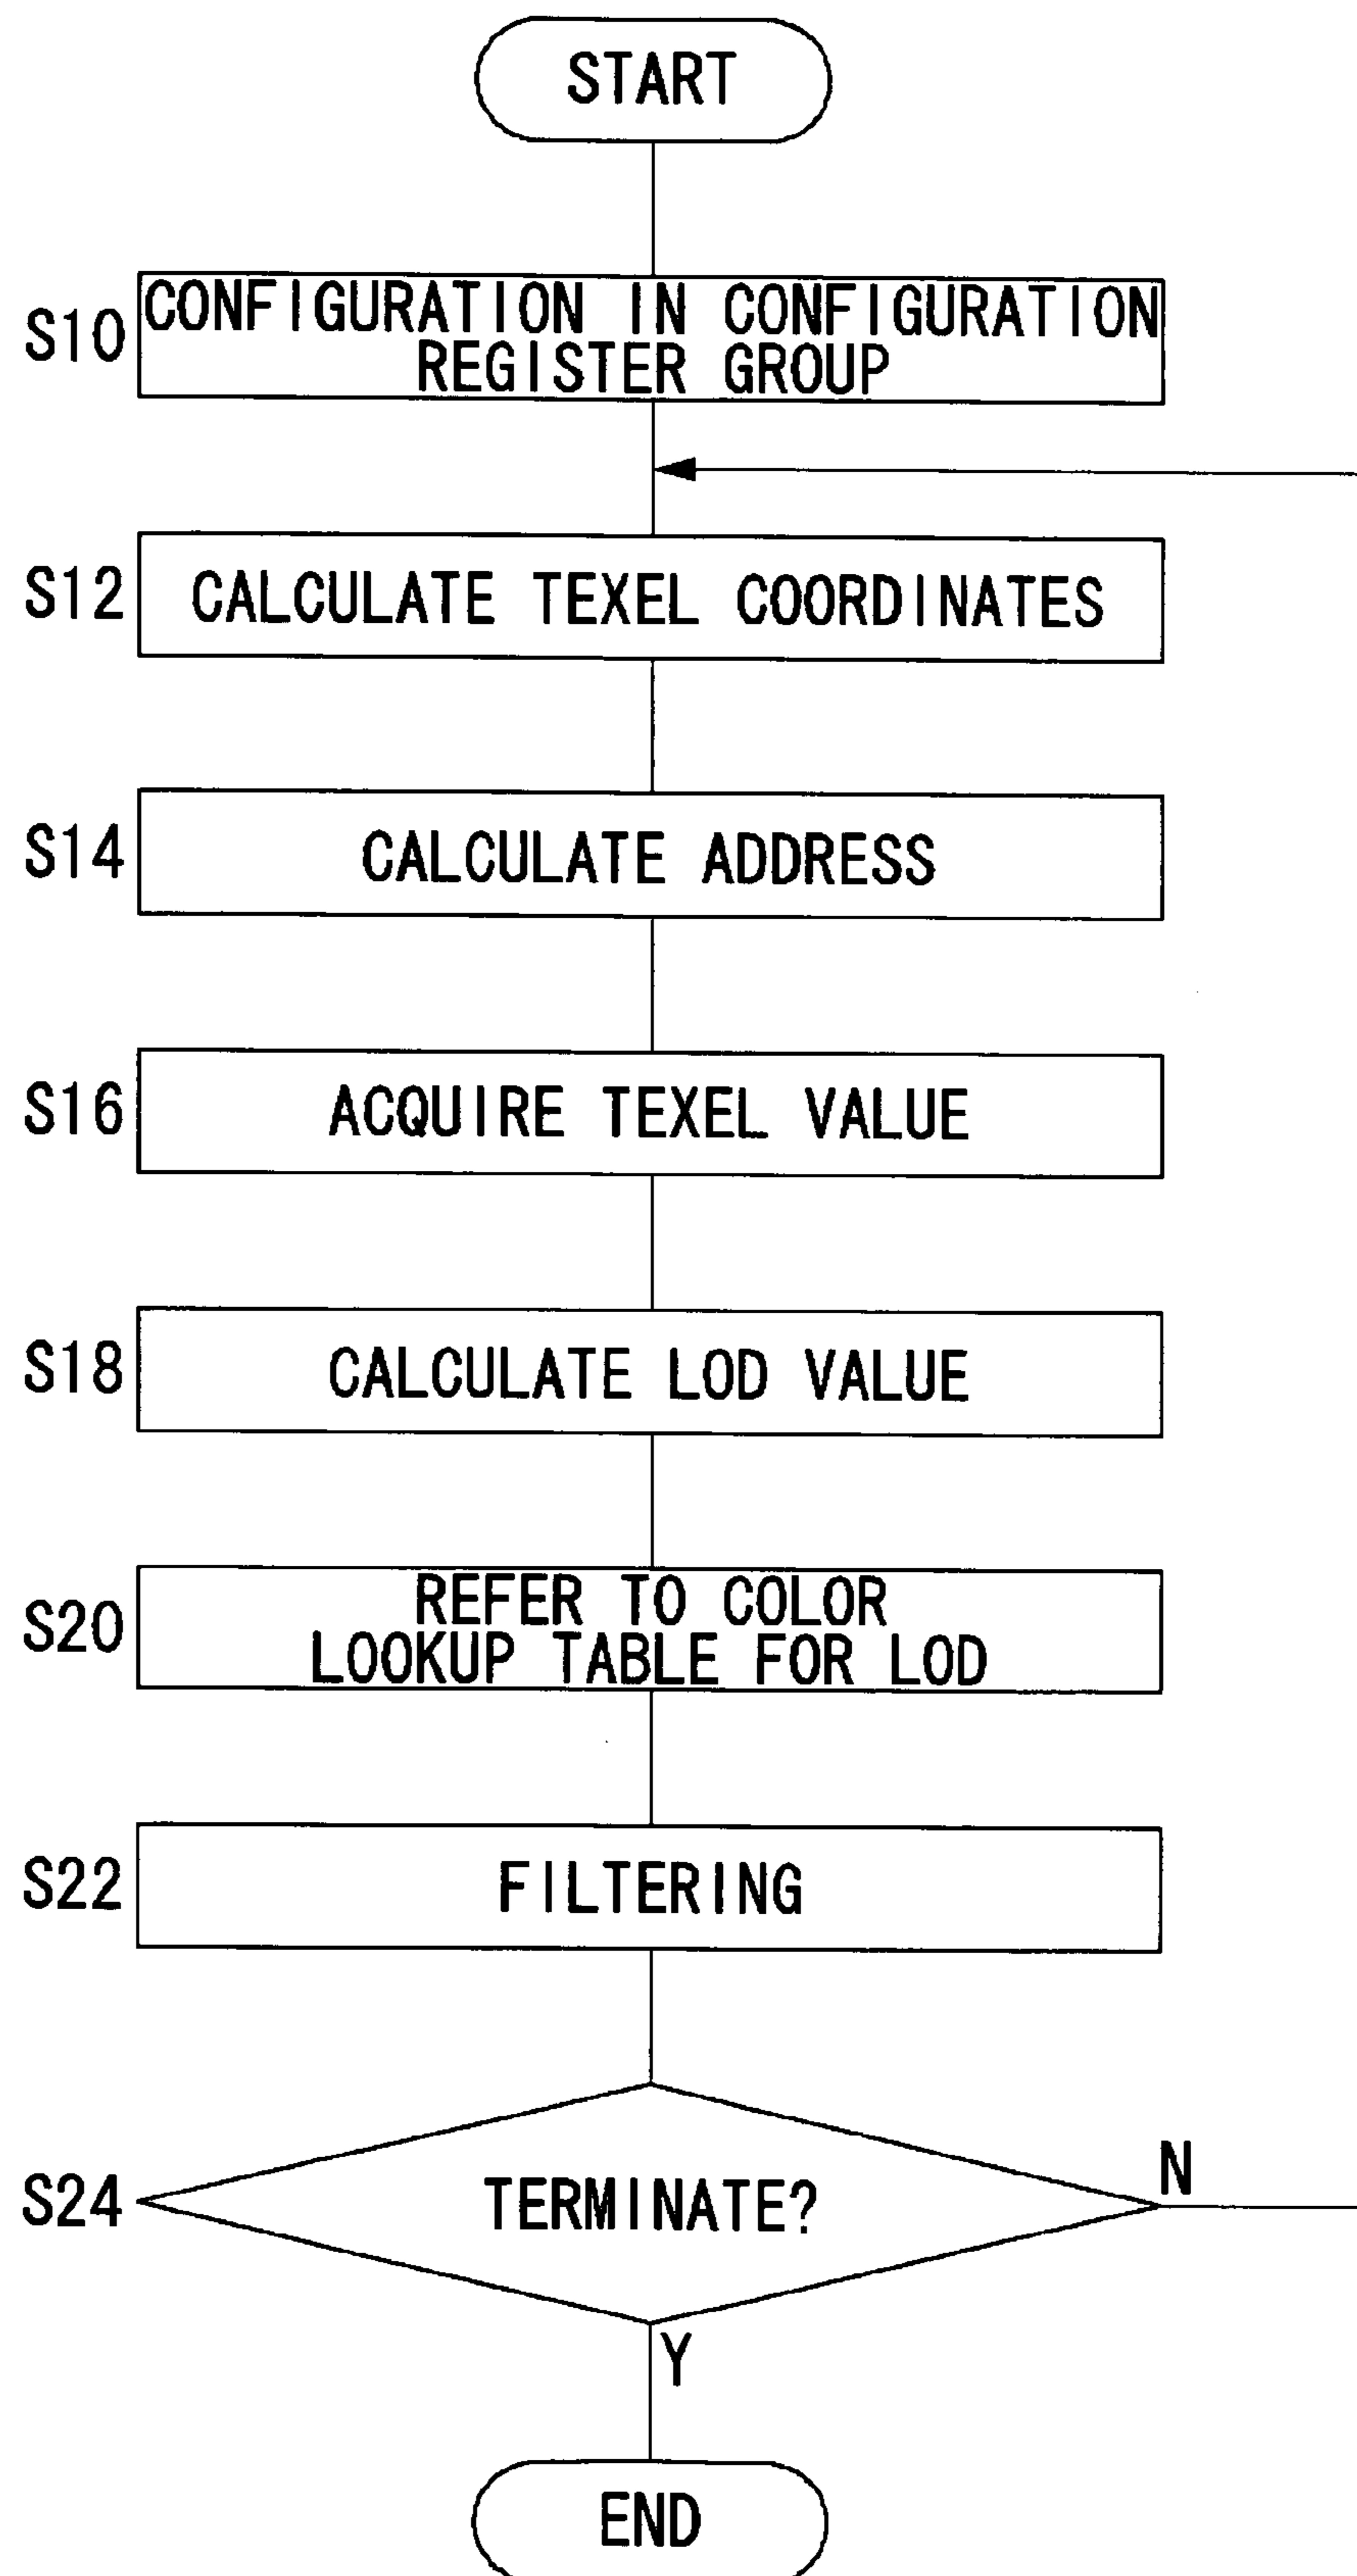 START
S10
CONFIGURATION IN CONFIGURATION
REGISTER GROUP
S12
CALCULATE TEXEL COORDINATES
S14
CALCULATE ADDRESS
S16
ACQUIRE TEXEL VALUE
S18
CALCULATE LOD VALUE
S20
REFER TO COLOR
LOOKUP TABLE FOR LOD
S22
FILTERING
S24
TERMINATE?
N
Y
END